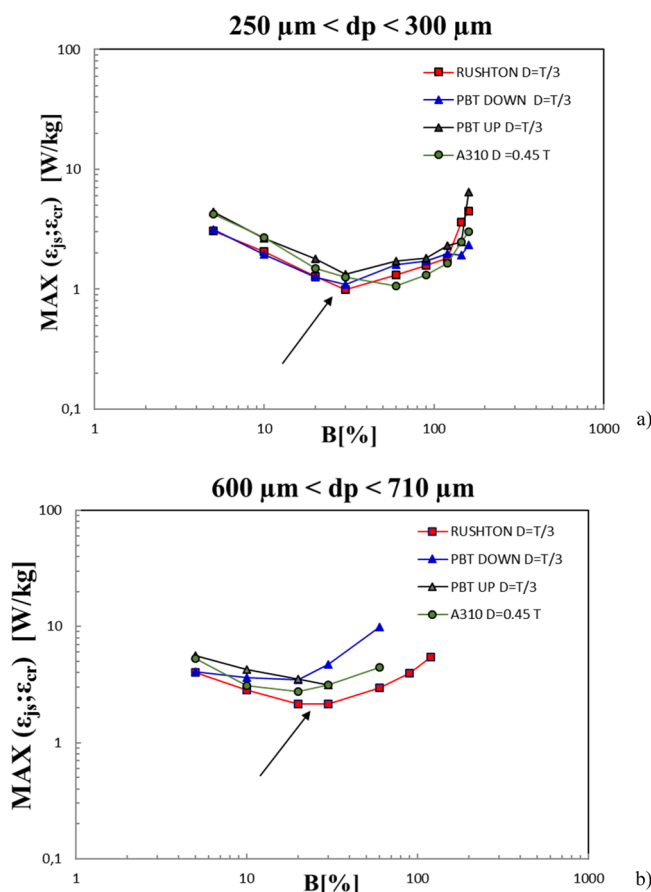 250 µm < dp < 300 µm
100
10
1
0,1
MAX (εjs;εcr) [W/kg]
RUSHTON D=T/3
PBT DOWN D=T/3
PBT UP D=T/3
A310 D =0.45 T
1 10 100 1000
B[%]
a)
600 µm < dp < 710 µm
100
10
1
0,1
MAX (εjs;εcr) [W/kg]
RUSHTON D=T/3
PBT DOWN D=T/3
PBT UP D=T/3
A310 D=0.45 T
1 10 100 1000
B[%]
b)